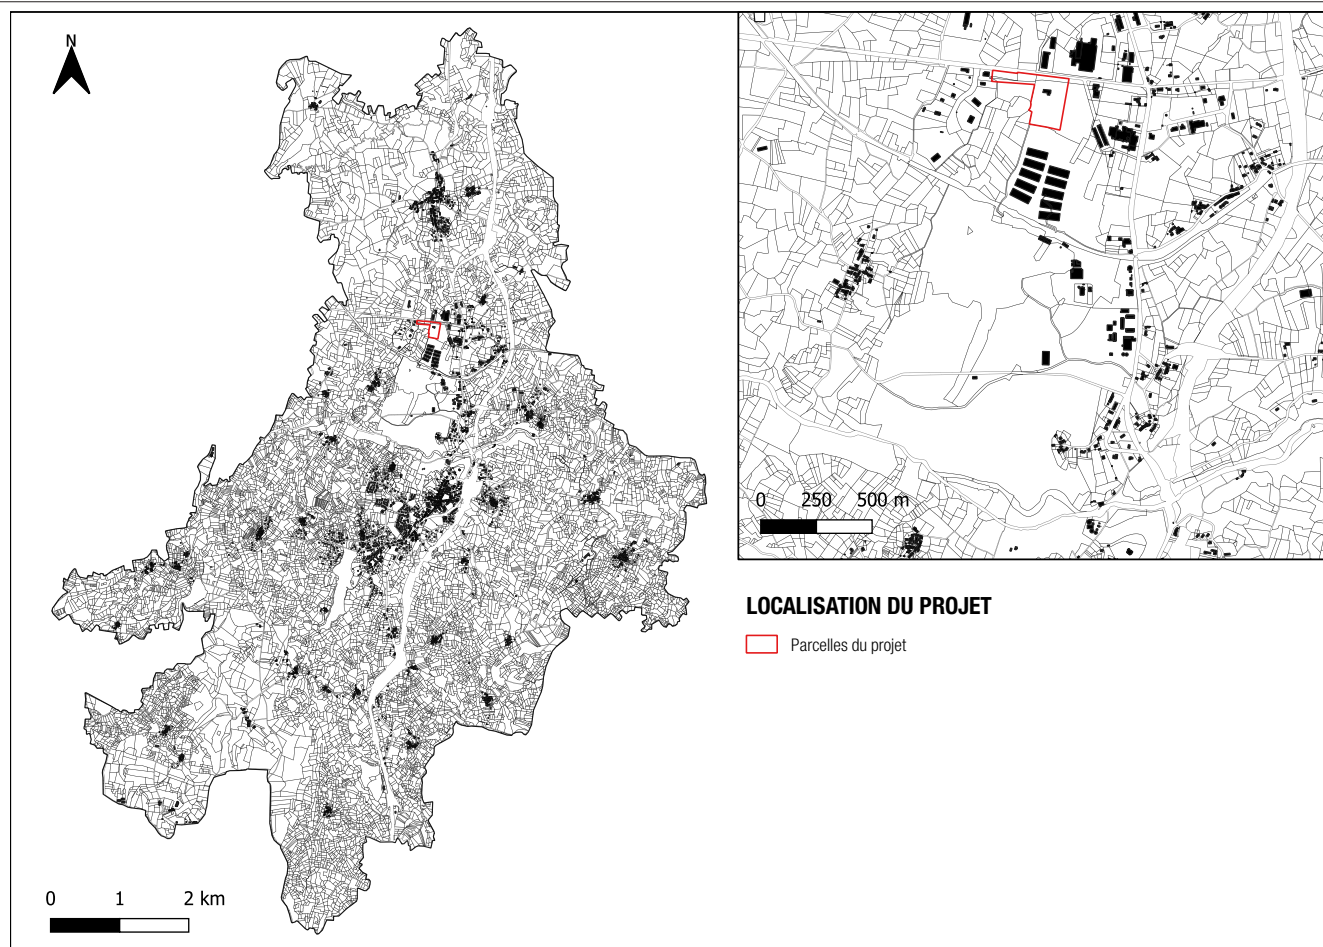 N
0 250 500 m
LOCALISATION DU PROJET
Parcelles du projet
0 1 2 km